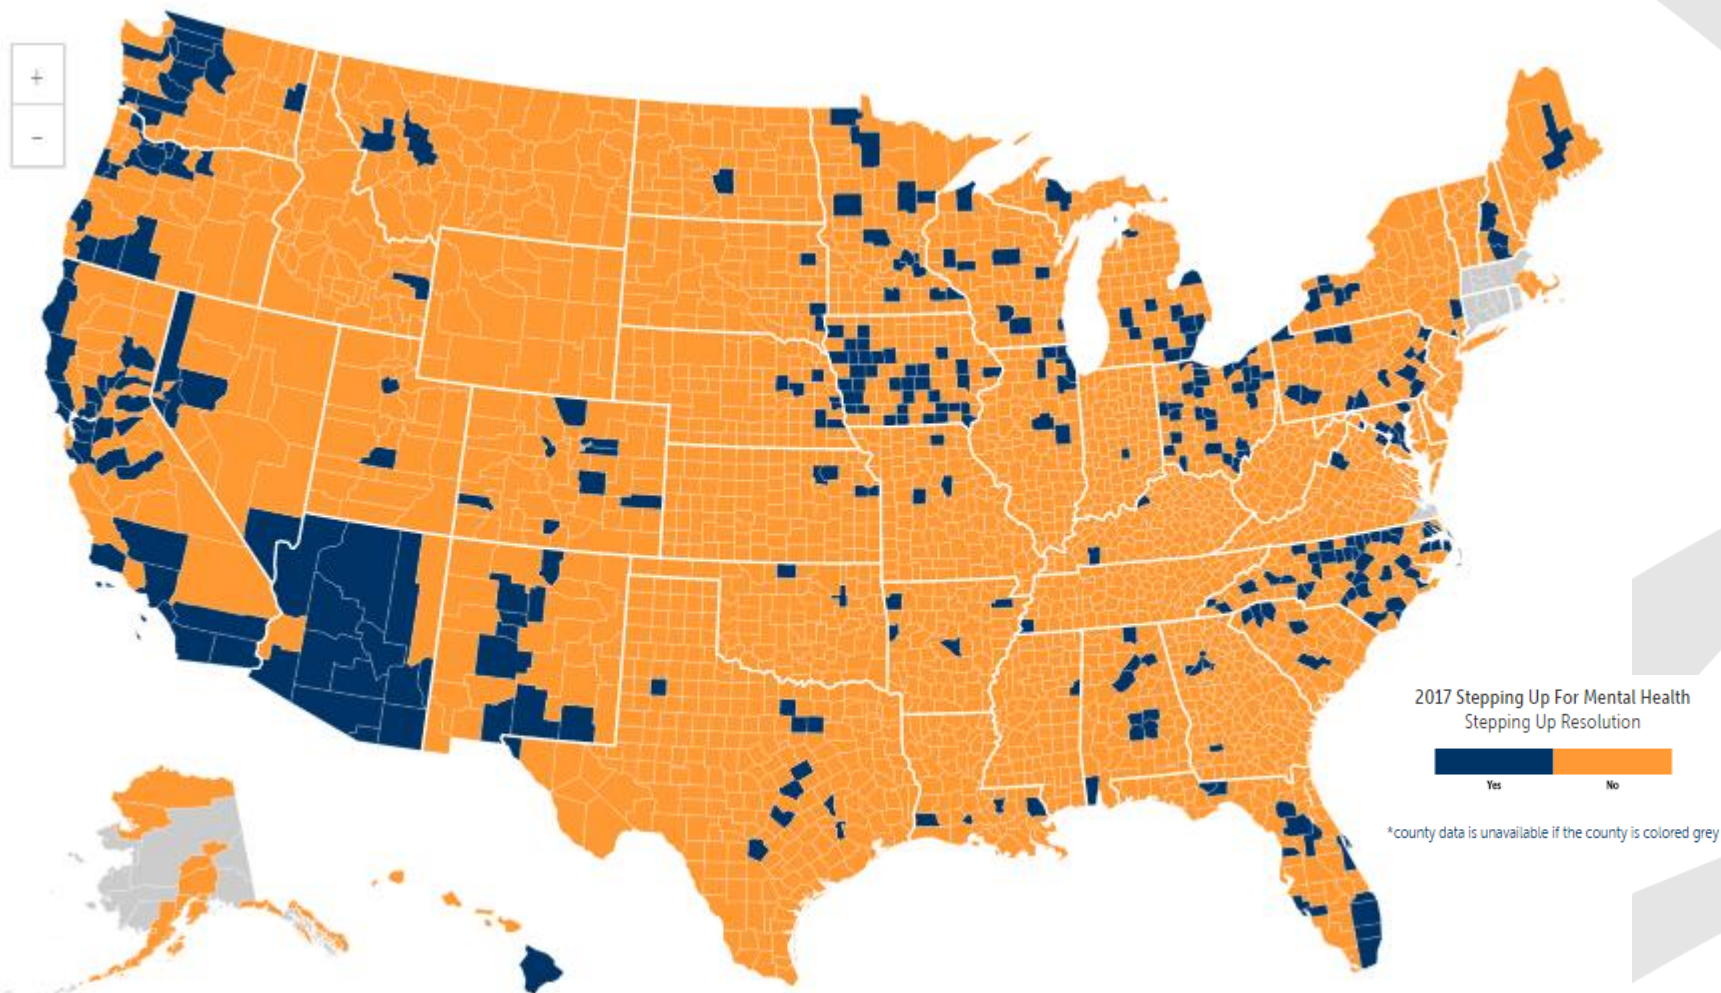 +
−
2017 Stepping Up For Mental Health
Stepping Up Resolution
Yes No
*county data is unavailable if the county is colored grey